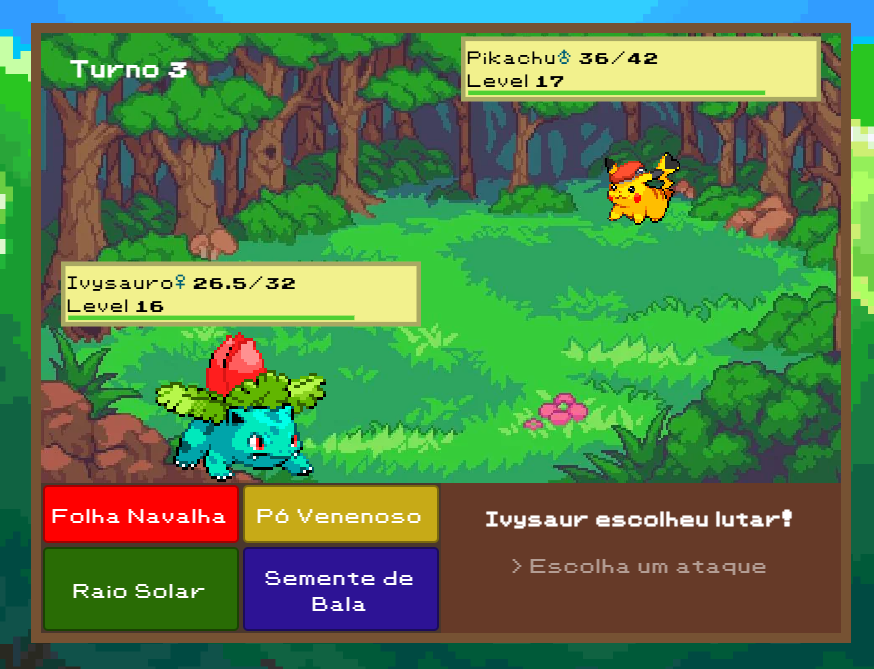 Turno 3
Pikachu♂ 36/42
Level 17
Ivysauro♀ 26.5/32
Level 16
Folha Navalha
Pó Venenoso
Raio Solar
Semente de
Bala
Ivysaur escolheu lutar!
> Escolha um ataque